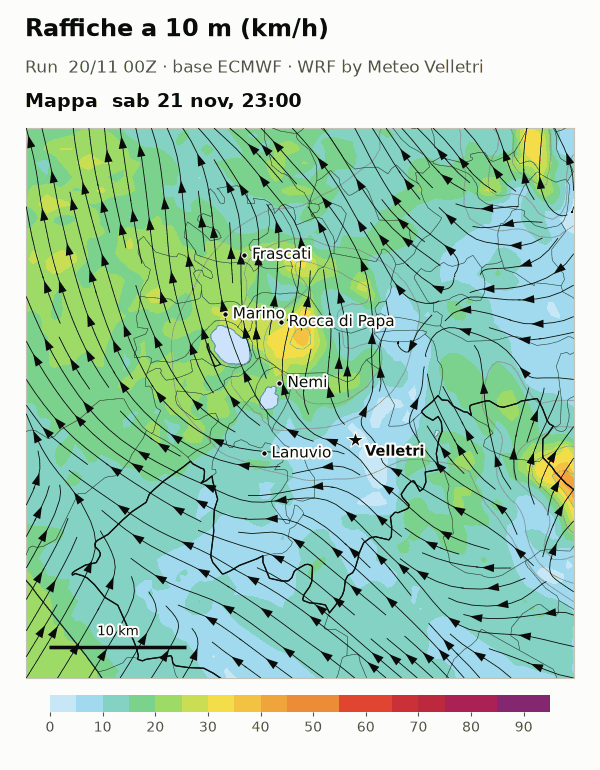 Raffiche a 10 m (km/h)
Run  20/11 00Z · base ECMWF · WRF by Meteo Velletri
Mappa  sab 21 nov, 23:00
Frascati
Marino
Rocca di Papa
Nemi
Velletri
Lanuvio
10 km
0 10 20 30 40 50 60 70 80 90